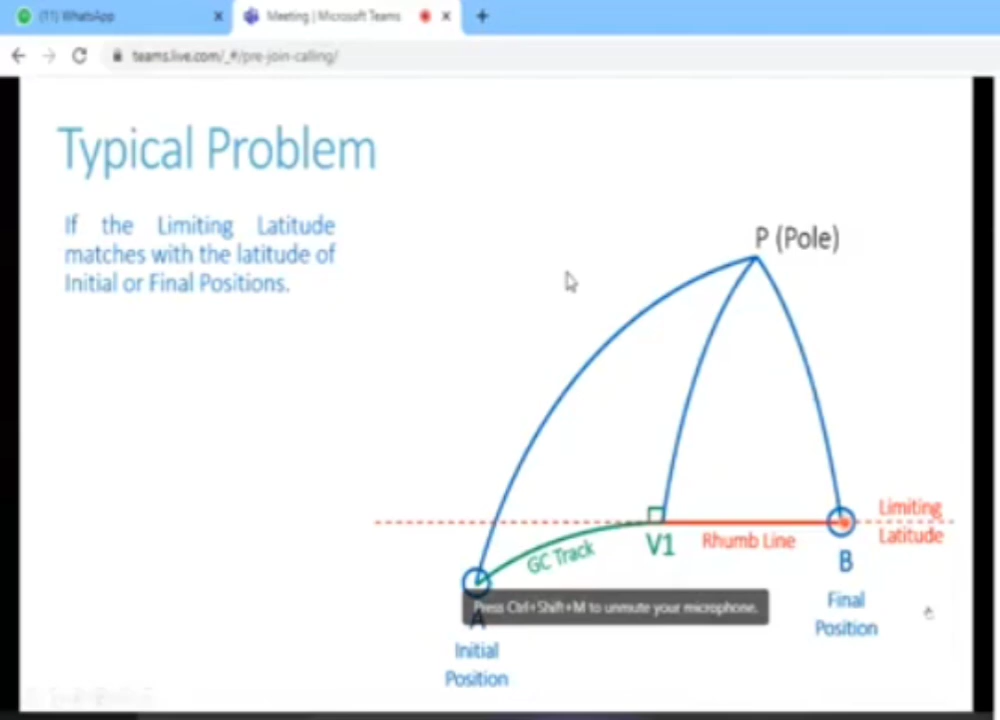 (11) WhatsApp
Meeting | Microsoft Teams
teams.live.com/_#/pre-join-calling/
Typical Problem
If the Limiting Latitude
matches with the latitude of
Initial or Final Positions.
P (Pole)
Limiting
Latitude
GC Track
V1
Rhumb Line
B
Press Ctrl+Shift+M to unmute your microphone.
A
Final
Position
Initial
Position